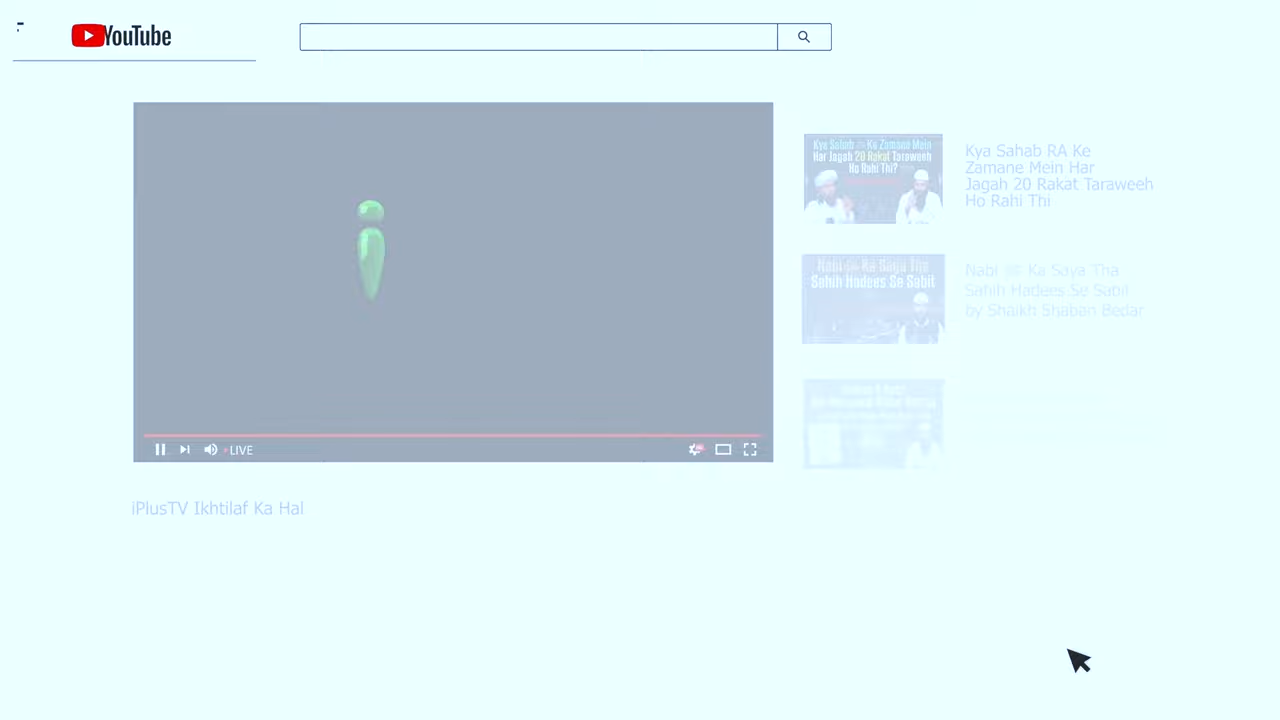 YouTube
Kya Sahab ﷺ Ke Zamane Mein
Har Jagah 20 Rakat Taraweeh
Ho Rahi Thi?
Kya Sahab RA Ke
Zamane Mein Har
Jagah 20 Rakat Taraweeh
Ho Rahi Thi
Nabi ﷺ Ka Saya Tha
Sahih Hadees Se Sabit
Nabi ﷺ Ka Saya Tha
Sahih Hadees Se Sabit
by Shaikh Shaban Bedar
LIVE
iPlusTV Ikhtilaf Ka Hal